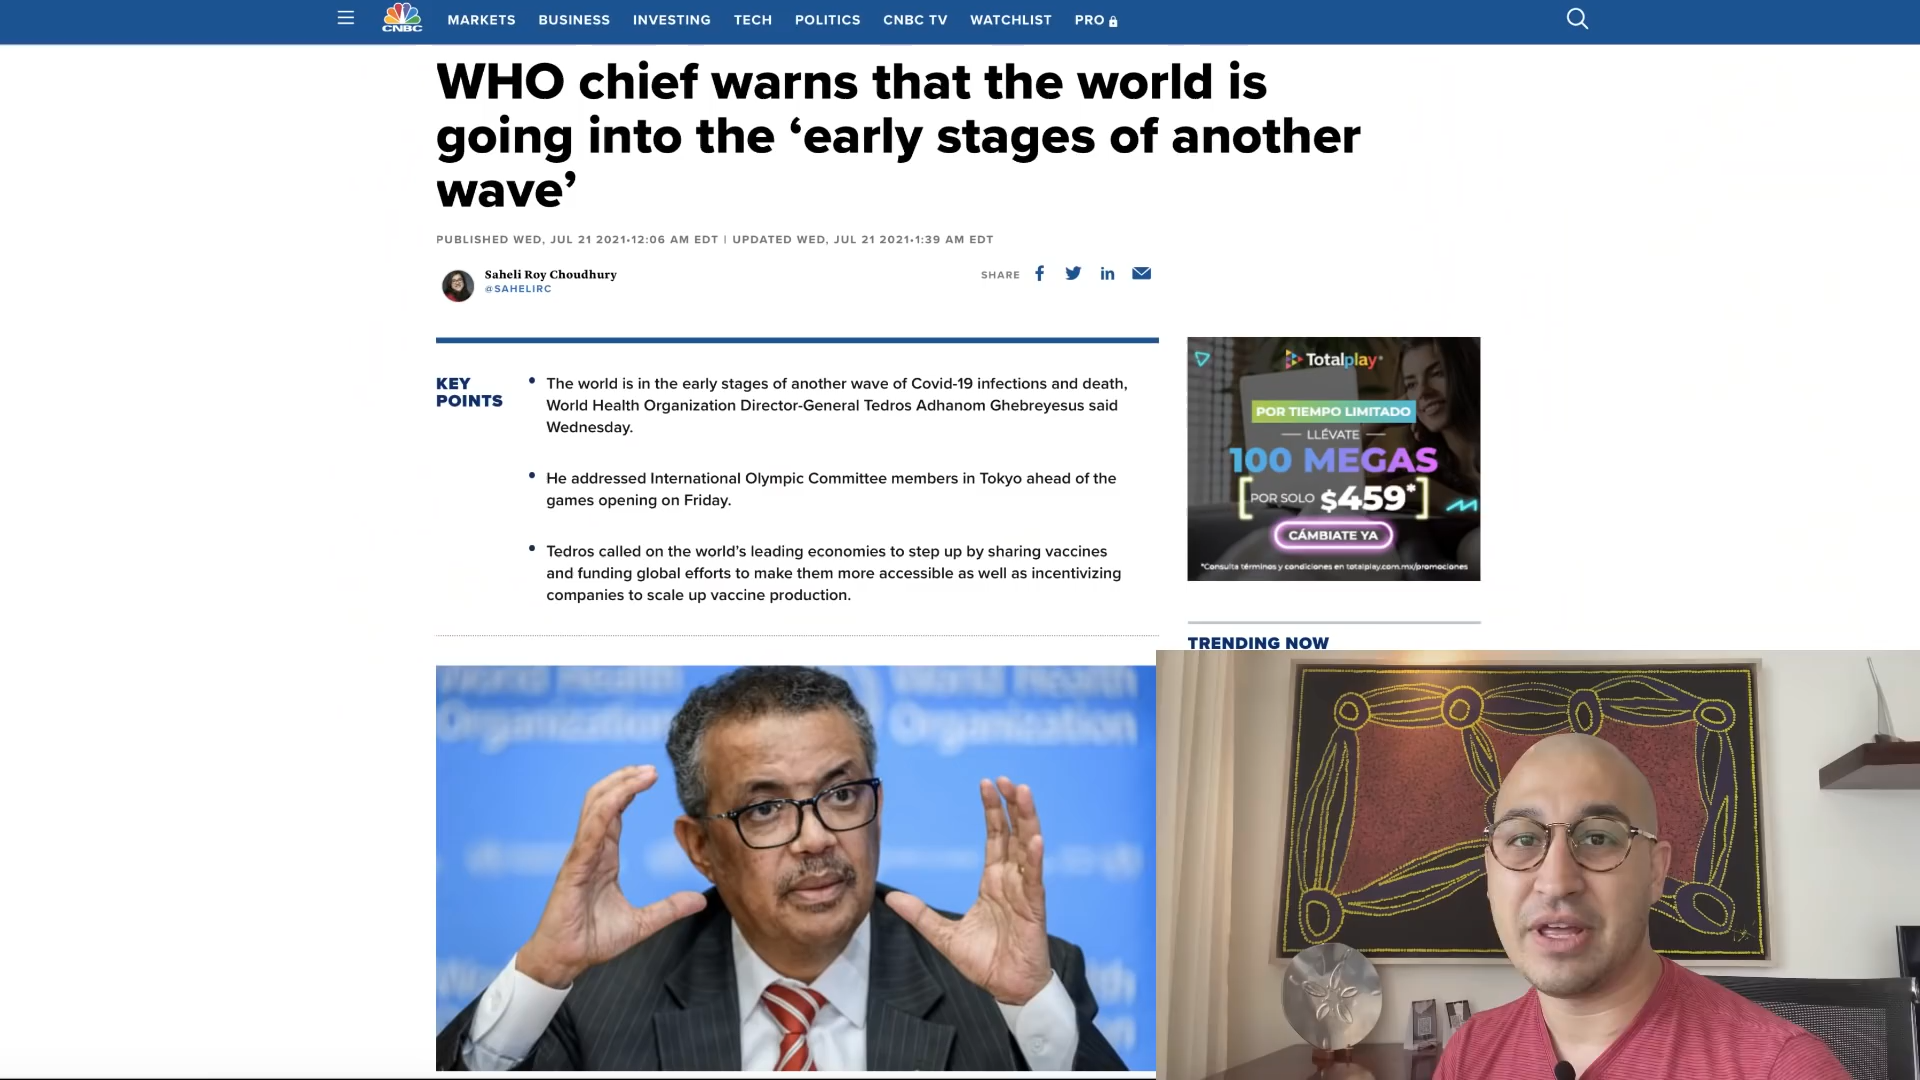 CNBC
MARKETS BUSINESS INVESTING TECH POLITICS CNBC TV WATCHLIST PRO
WHO chief warns that the world is
going into the ‘early stages of another
wave’
PUBLISHED WED, JUL 21 2021•12:06 AM EDT | UPDATED WED, JUL 21 2021•1:39 AM EDT
Saheli Roy Choudhury
@SAHELIRC
SHARE
KEY
POINTS
• The world is in the early stages of another wave of Covid-19 infections and death,
World Health Organization Director-General Tedros Adhanom Ghebreyesus said
Wednesday.
• He addressed International Olympic Committee members in Tokyo ahead of the
games opening on Friday.
• Tedros called on the world’s leading economies to step up by sharing vaccines
and funding global efforts to make them more accessible as well as incentivizing
companies to scale up vaccine production.
Totalplay
POR TIEMPO LIMITADO
LLÉVATE
100 MEGAS
[POR SOLO $459*]
CÁMBIATE YA
*Consulta términos y condiciones en totalplay.com.mx/promociones
TRENDING NOW
World Health
Organization
World Health
Organization